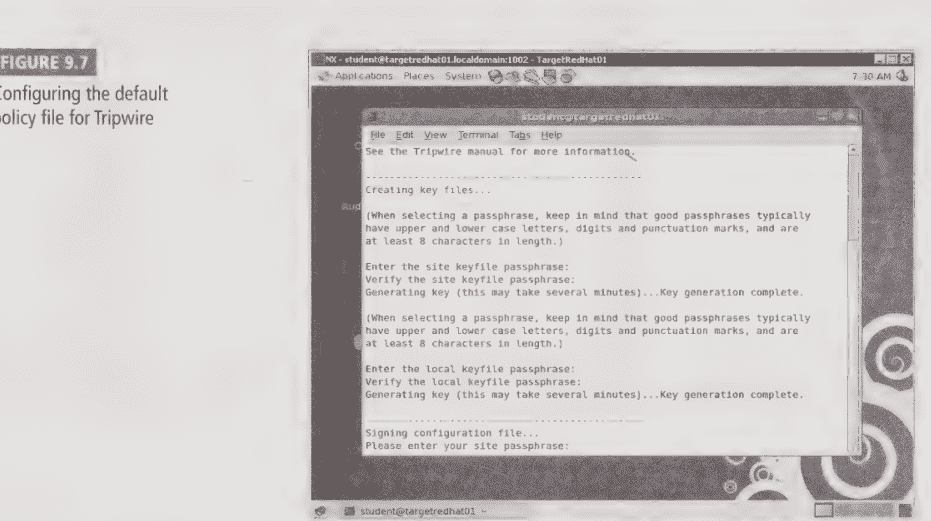 FIGURE 9.7
Configuring the default
policy file for Tripwire
NX - student@targetredhat01.localdomain:1002 - TargetRedHat01
Applications Places System
7:30 AM
student@targetredhat01:
File Edit View Terminal Tabs Help
See the Tripwire manual for more information.
----------------------------------------------
Creating key files...
(When selecting a passphrase, keep in mind that good passphrases typically
have upper and lower case letters, digits and punctuation marks, and are
at least 8 characters in length.)
Enter the site keyfile passphrase:
Verify the site keyfile passphrase:
Generating key (this may take several minutes)...Key generation complete.
(When selecting a passphrase, keep in mind that good passphrases typically
have upper and lower case letters, digits and punctuation marks, and are
at least 8 characters in length.)
Enter the local keyfile passphrase:
Verify the local keyfile passphrase:
Generating key (this may take several minutes)...Key generation complete.
----------------------------------------------
Signing configuration file...
Please enter your site passphrase:
student@targetredhat01:~